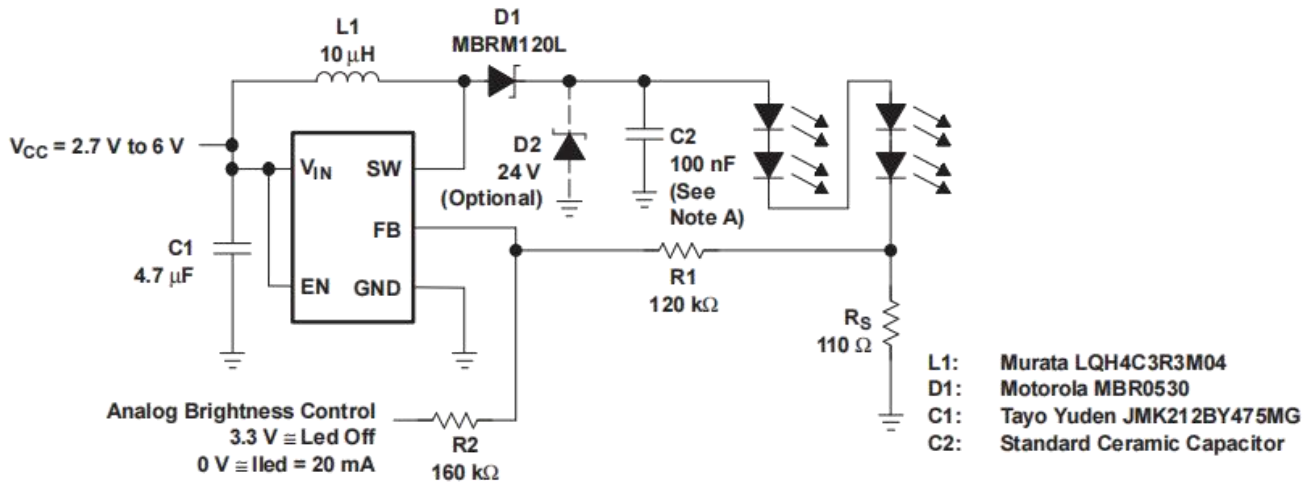 L1
10 μH
D1
MBRM120L
VCC = 2.7 V to 6 V
VIN
SW
FB
EN
GND
C1
4.7 μF
D2
24 V
(Optional)
C2
100 nF
(See
Note A)
R1
120 kΩ
RS
110 Ω
Analog Brightness Control
3.3 V ≅ Led Off
0 V ≅ Iled = 20 mA
R2
160 kΩ
L1: Murata LQH4C3R3M04
D1: Motorola MBR0530
C1: Tayo Yuden JMK212BY475MG
C2: Standard Ceramic Capacitor